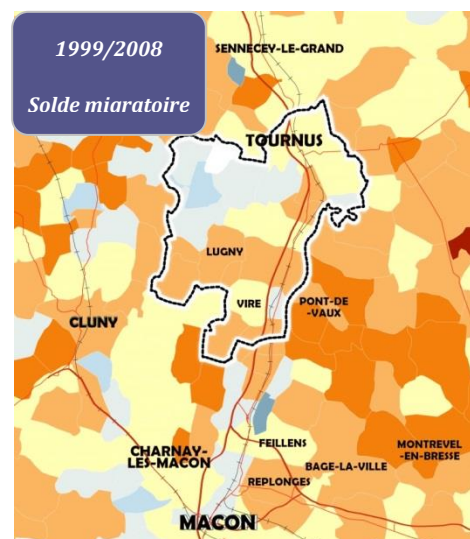 1999/2008
Solde miaratoire
SENNECEY-LE-GRAND
TOURNUS
LUGNY
VIRE
PONT-DE
-VAUX
CLUNY
CHARNAY-
LES-MACON
FEILLENS
MONTREVEL
-EN-BRESSE
BAGE-LA-VILLE
REPLONGES
MACON